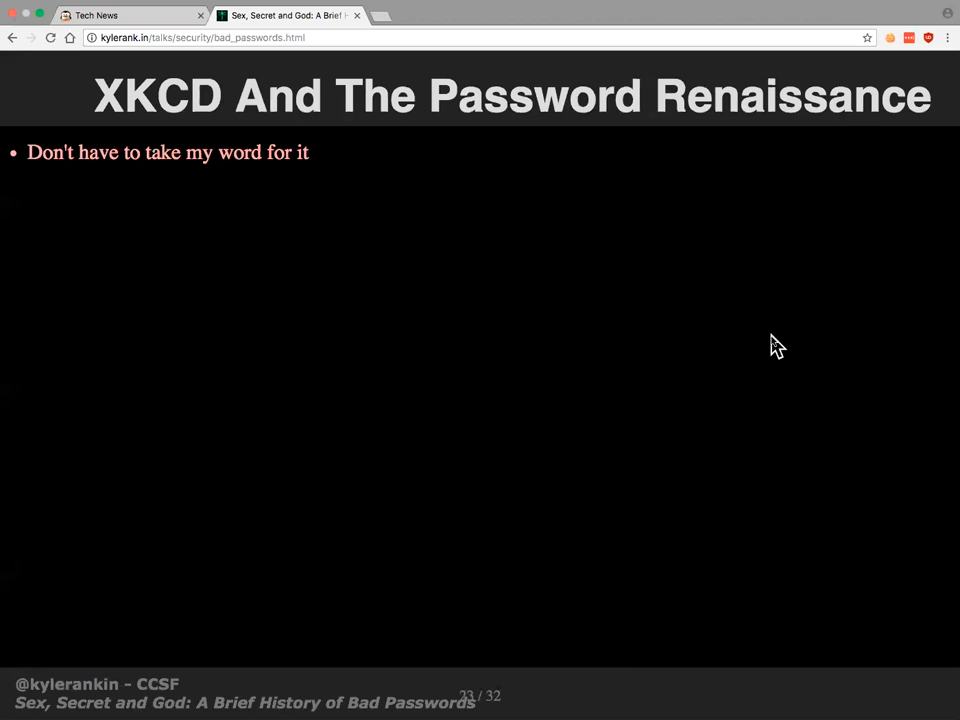 Tech News
Sex, Secret and God: A Brief H
kylerank.in/talks/security/bad_passwords.html
XKCD And The Password Renaissance
• Don't have to take my word for it
@kylerankin - CCSF
Sex, Secret and God: A Brief History of Bad Passwords
23 / 32